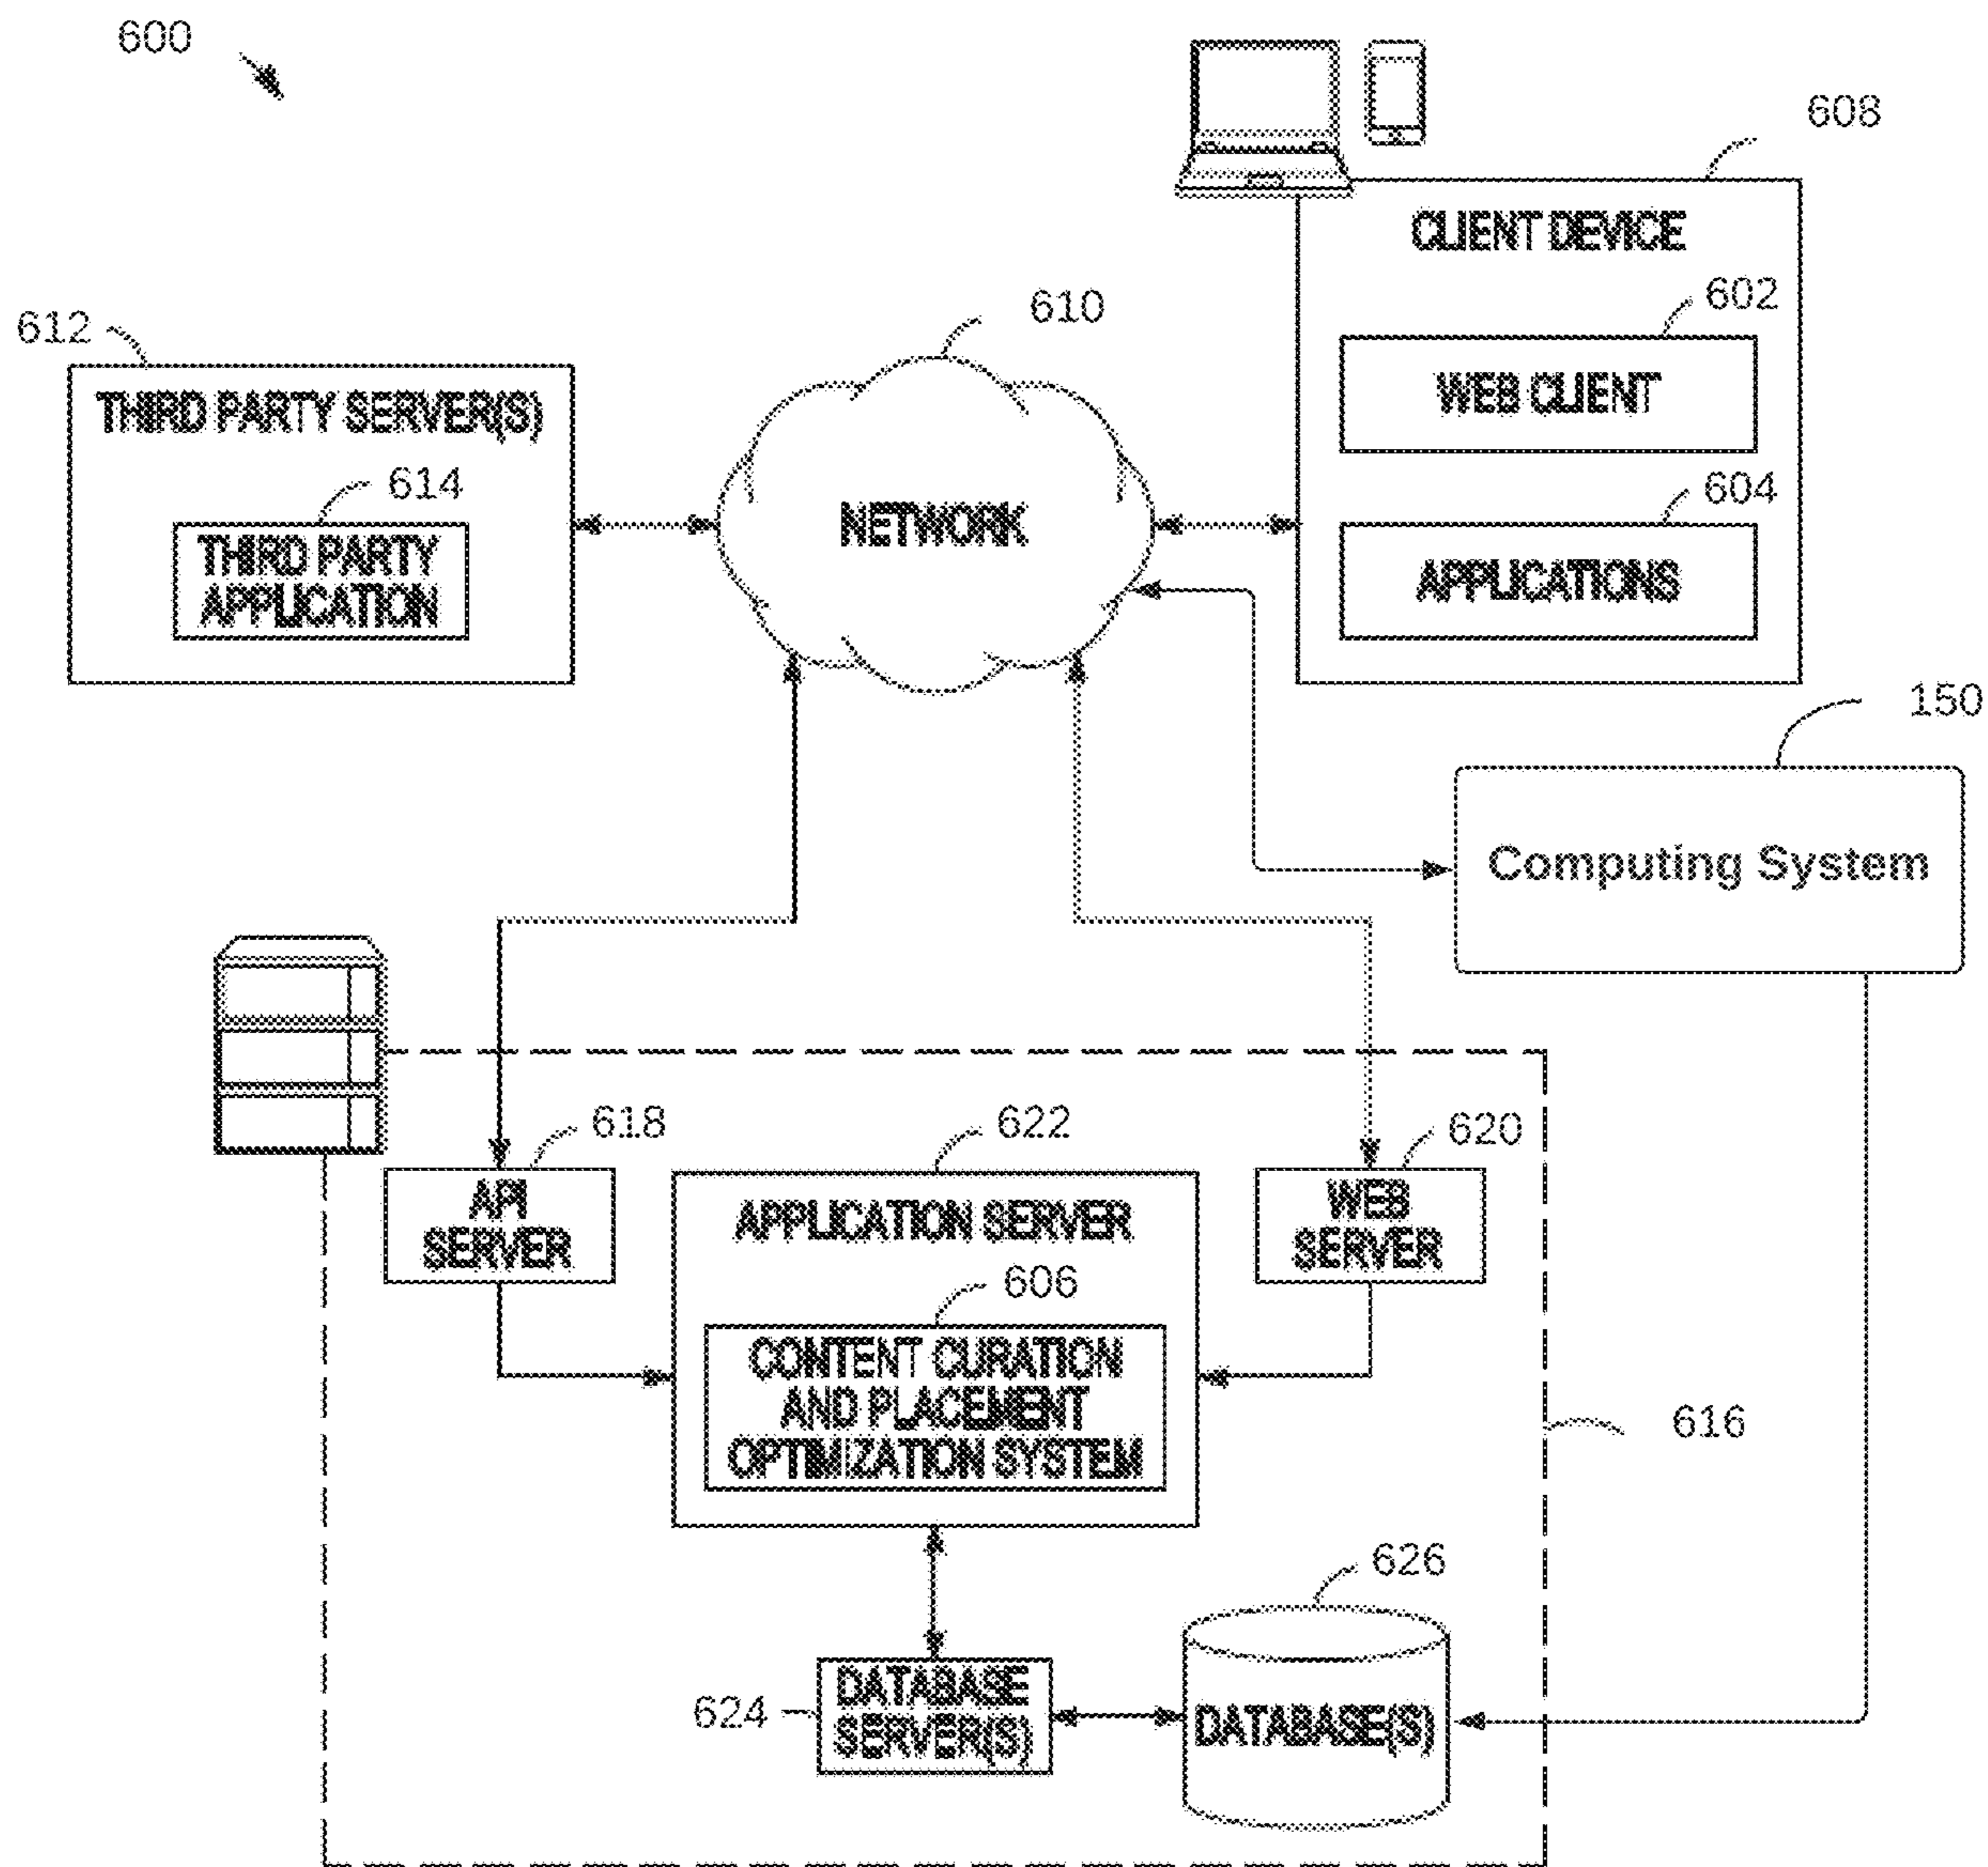 600
608
CLIENT DEVICE
602
WEB CLIENT
604
APPLICATIONS
610
NETWORK
612
THIRD PARTY SERVER(S)
614
THIRD PARTY
APPLICATION
150
Computing System
618
API
SERVER
622
APPLICATION SERVER
606
CONTENT CURATION
AND PLACEMENT
OPTIMIZATION SYSTEM
620
WEB
SERVER
616
626
DATABASE(S)
624
DATABASE
SERVER(S)